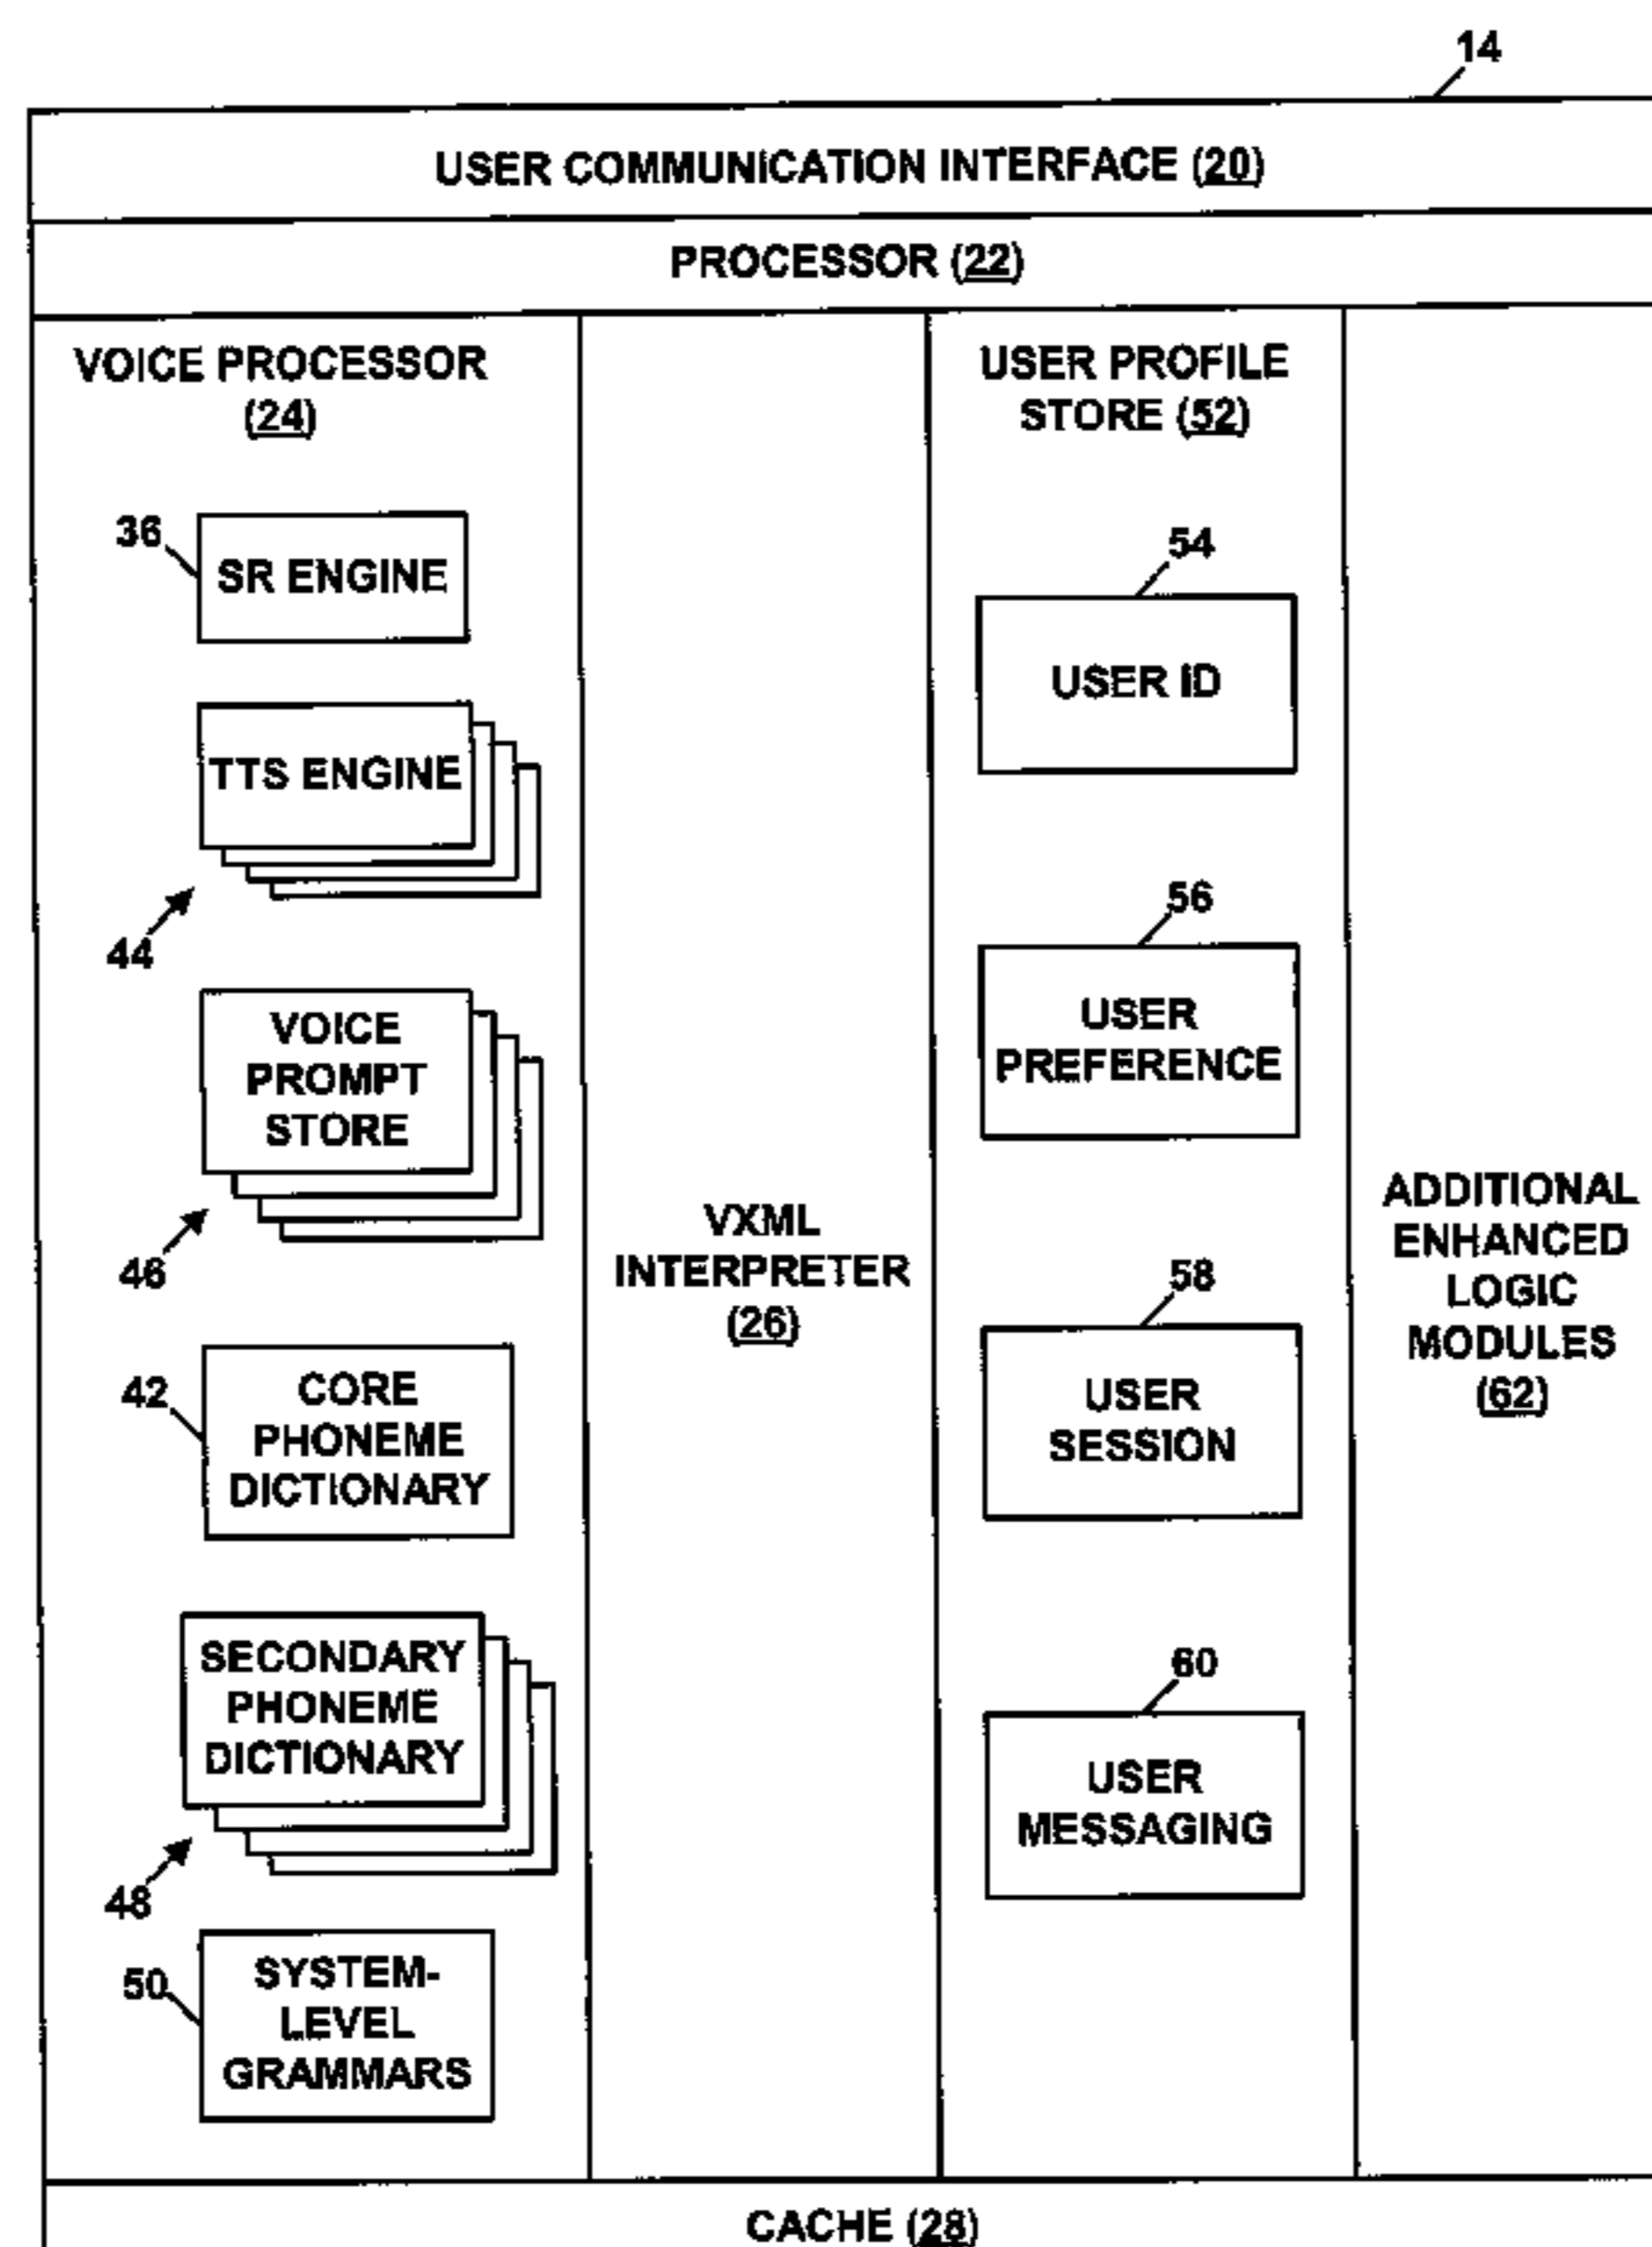 14
USER COMMUNICATION INTERFACE (20)
PROCESSOR (22)
VOICE PROCESSOR
(24)
36
SR ENGINE
TTS ENGINE
44
VOICE
PROMPT
STORE
46
42
CORE
PHONEME
DICTIONARY
SECONDARY
PHONEME
DICTIONARY
48
50
SYSTEM-
LEVEL
GRAMMARS
VXML
INTERPRETER
(26)
USER PROFILE
STORE (52)
54
USER ID
56
USER
PREFERENCE
58
USER
SESSION
60
USER
MESSAGING
ADDITIONAL
ENHANCED
LOGIC
MODULES
(62)
CACHE (28)